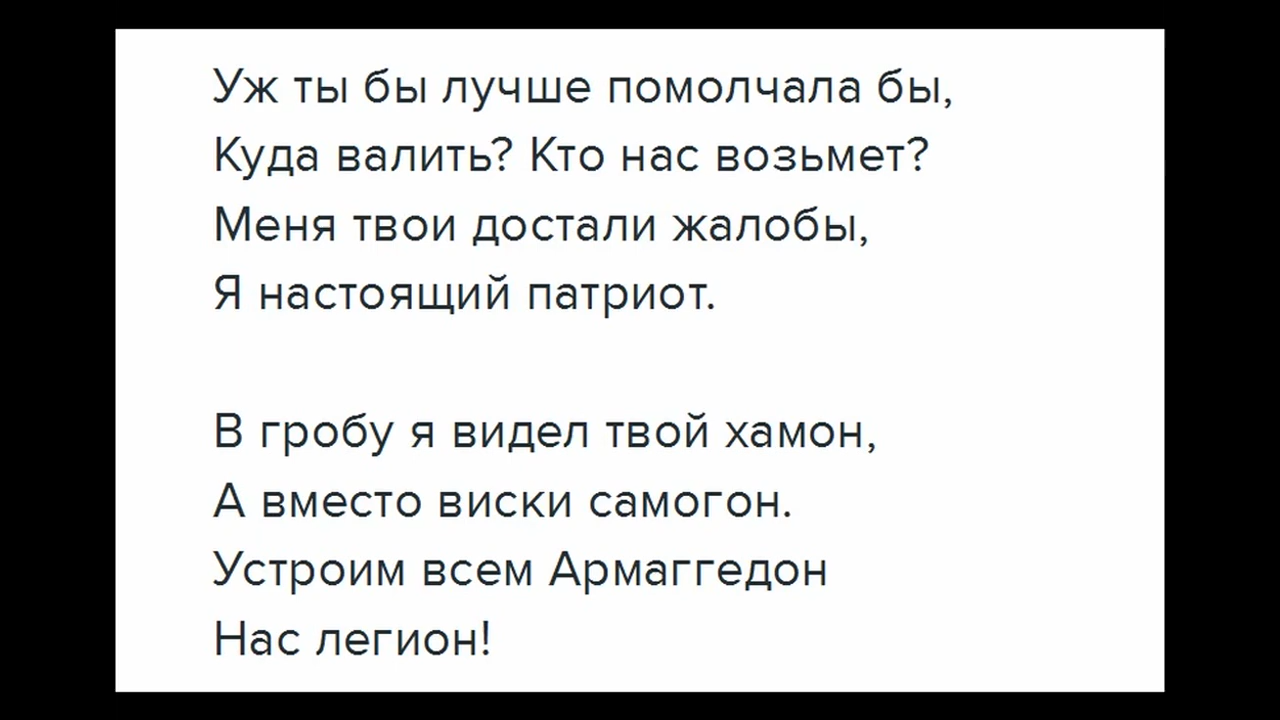 Уж ты бы лучше помолчала бы,
Куда валить? Кто нас возьмет?
Меня твои достали жалобы,
Я настоящий патриот.
В гробу я видел твой хамон,
А вместо виски самогон.
Устроим всем Армаггедон
Нас легион!